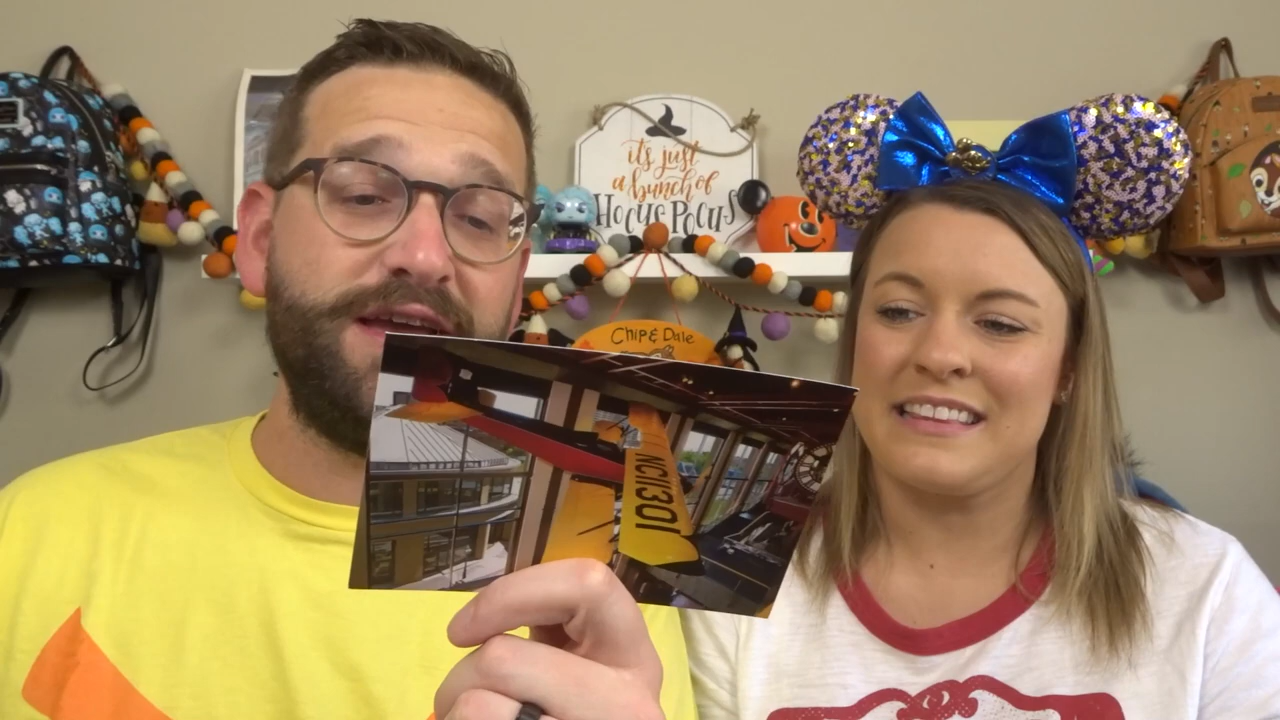 it's just
a bunch of
HOCUS POCUS
CHIP & Dale
NC11301